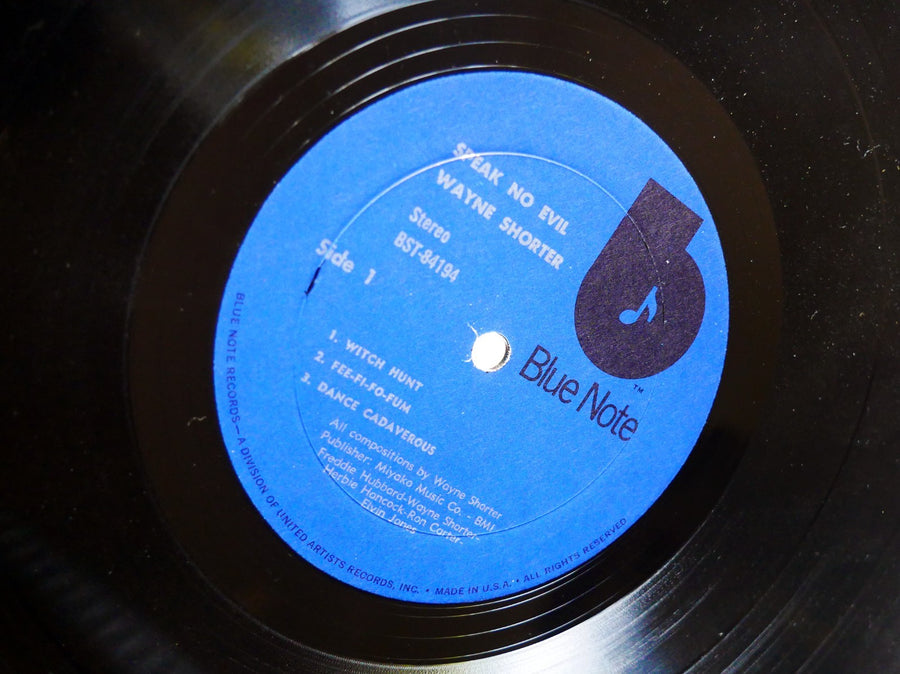 SPEAK NO EVIL
WAYNE SHORTER
Stereo
BST-84194
Side 1
1. WITCH HUNT
2. FEE-FI-FO-FUM
3. DANCE CADAVEROUS
All compositions by Wayne Shorter
Publisher: Miyako Music Co. - BMI
Freddie Hubbard-Wayne Shorter-
Herbie Hancock-Ron Carter-
Elvin Jones
Blue Note
TM
BLUE NOTE RECORDS—A DIVISION OF UNITED ARTISTS RECORDS, INC. • MADE IN U.S.A. • ALL RIGHTS RESERVED